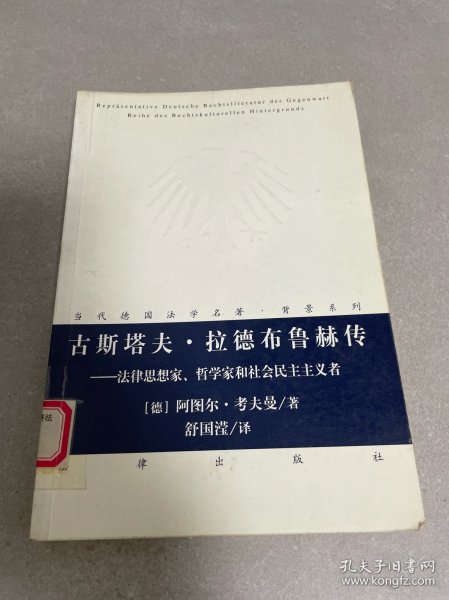 Repräsentative Deutsche Rechtsliteratur der Gegenwart
Reihe des Rechtskulturellen Hintergrunds
当代德国法学名著·背景系列
古斯塔夫·拉德布鲁赫传
——法律思想家、哲学家和社会民主主义者
[德] 阿图尔·考夫曼/著
舒国滢/译
律出版社
法
孔夫子旧书网
www.kongfz.com